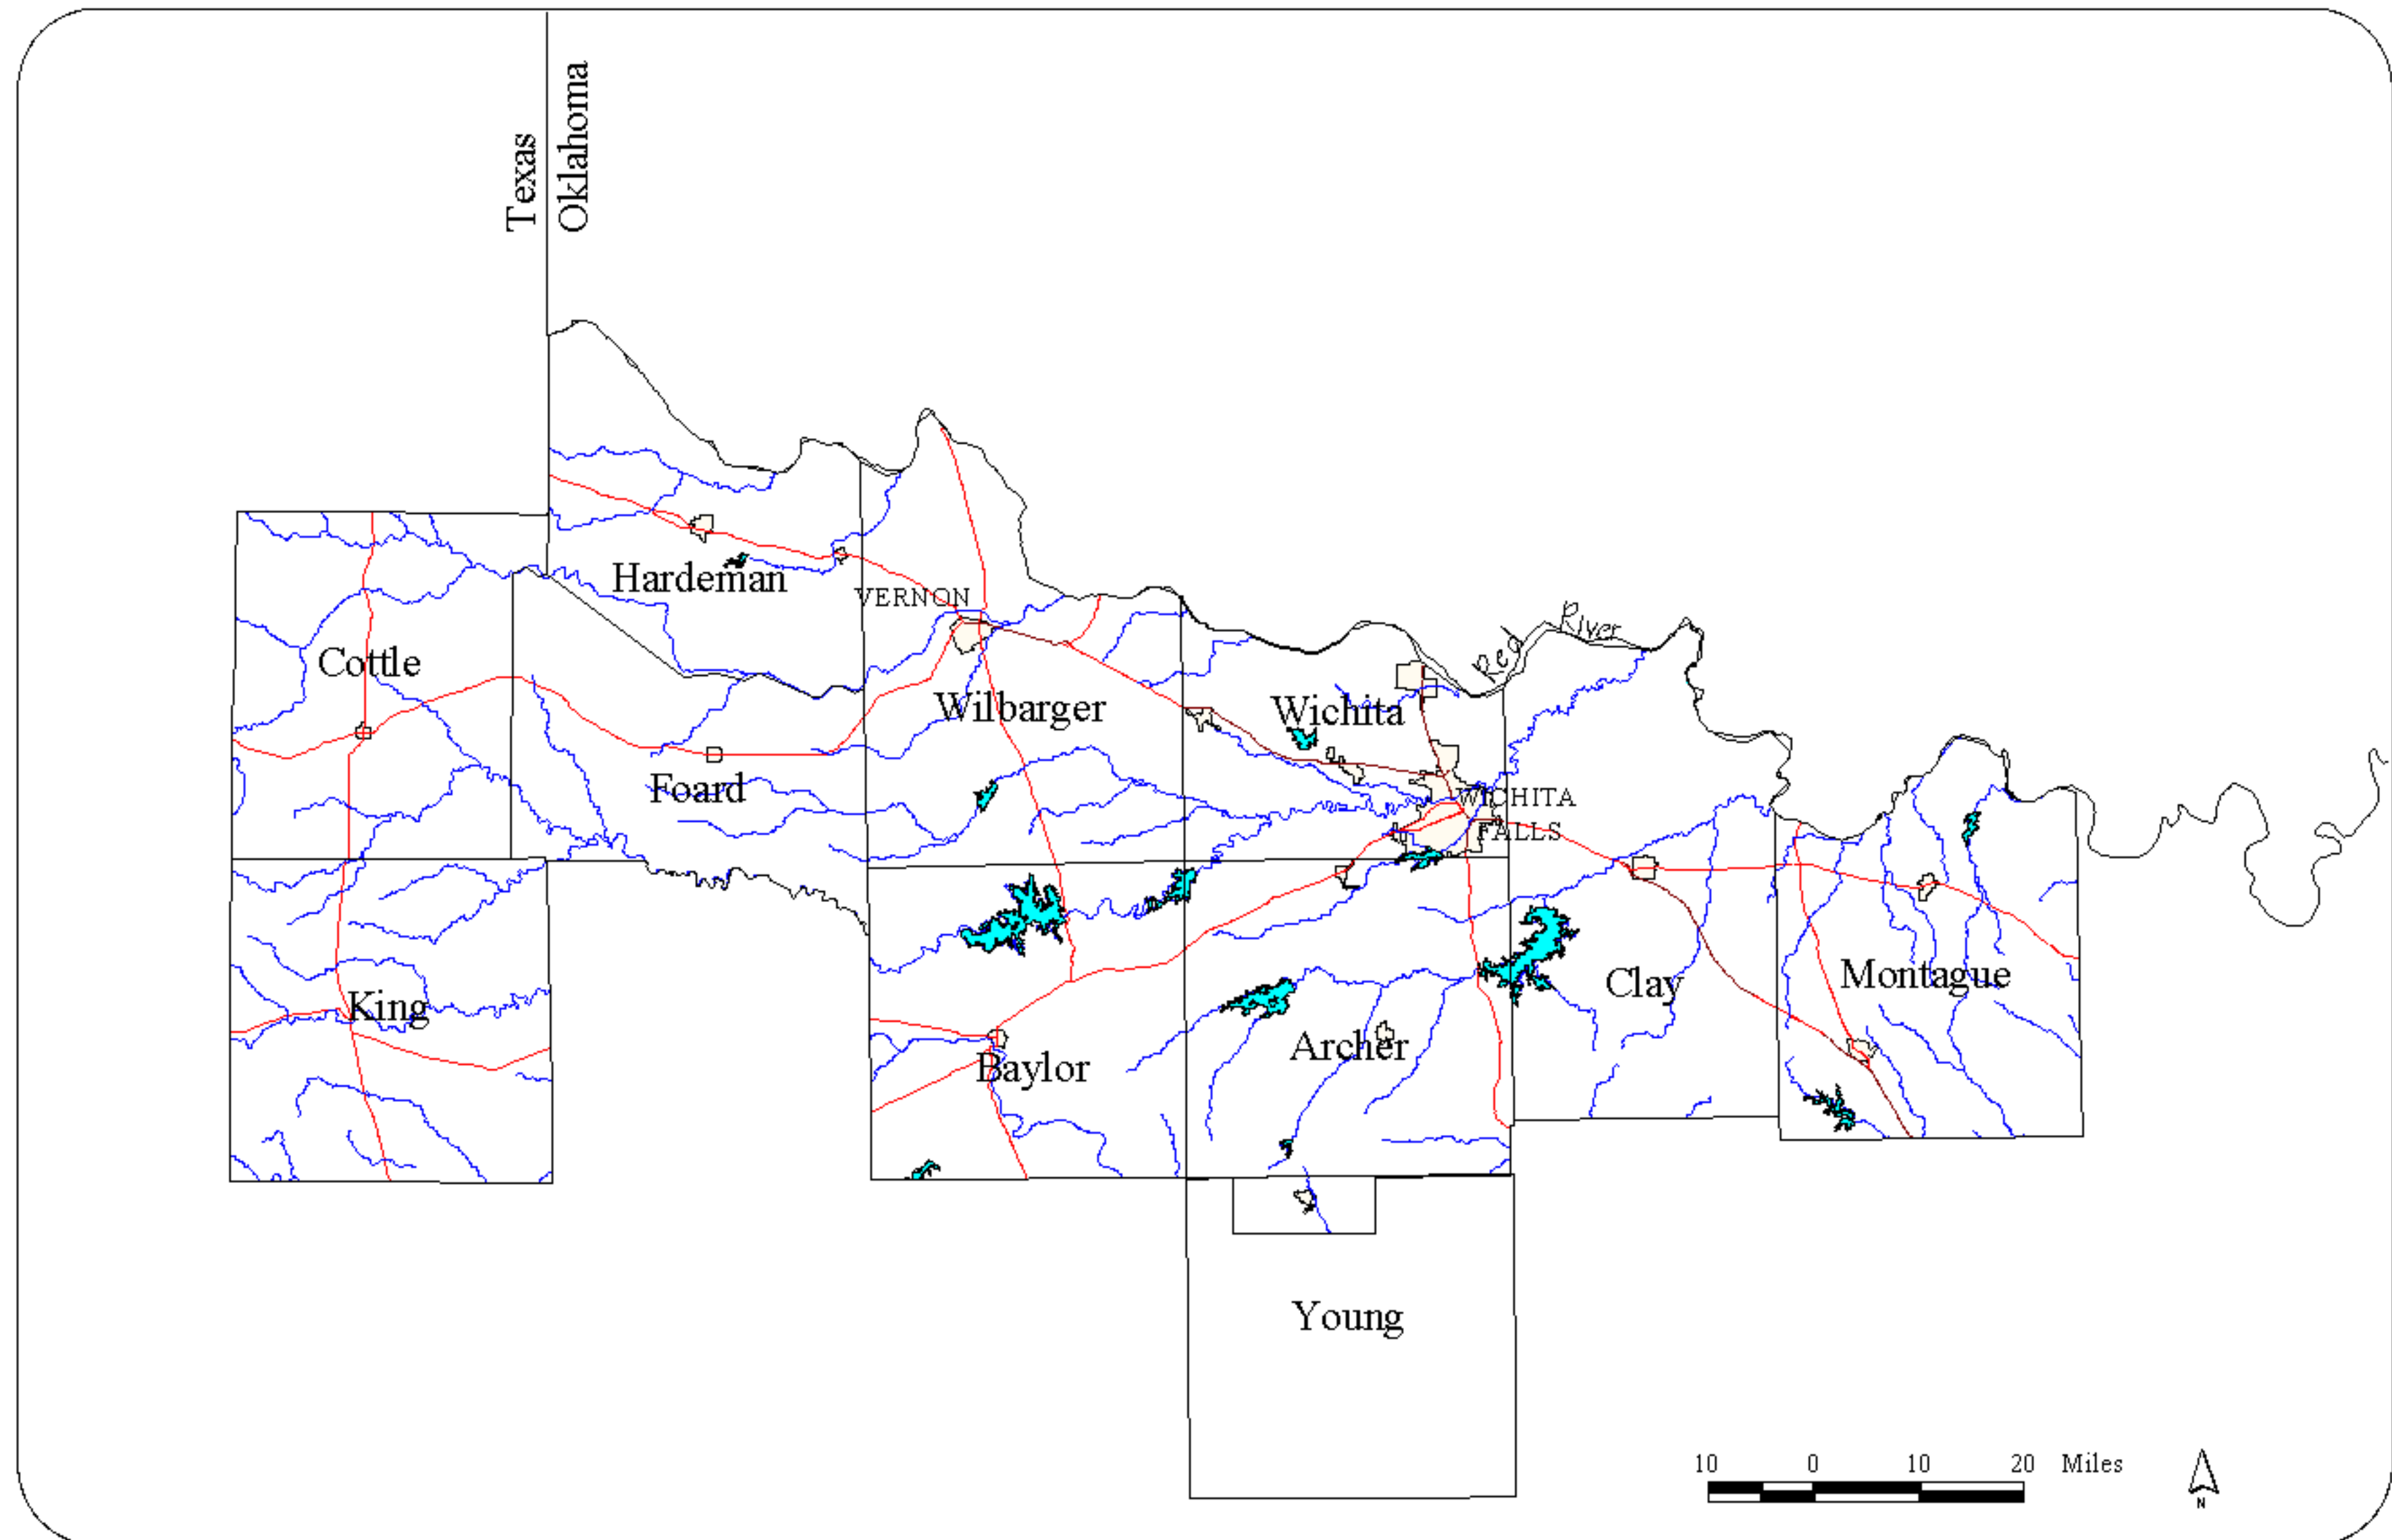 Texas
Oklahoma
Hardeman
VERNON
Red River
Cottle
Wilbarger
Wichita
Foard
WICHITA
FALLS
King
Clay
Montague
Baylor
Archer
Young
10 0 10 20 Miles
N